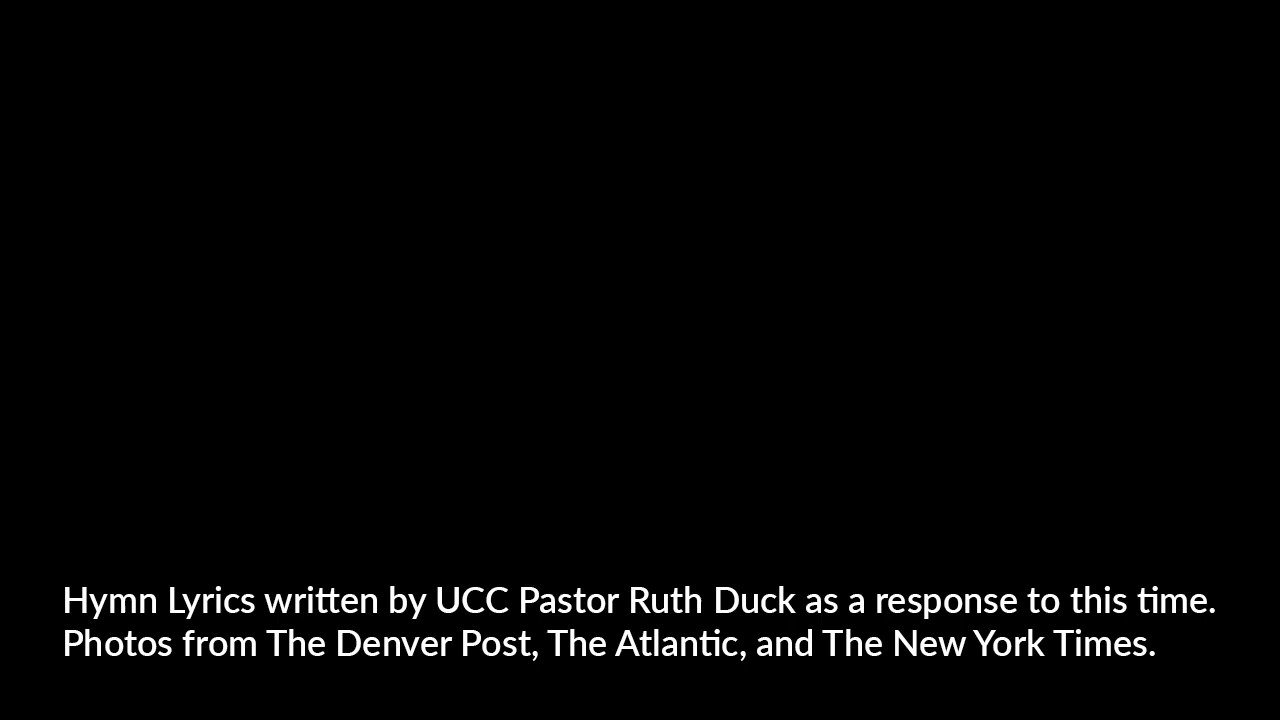 Hymn Lyrics written by UCC Pastor Ruth Duck as a response to this time.
Photos from The Denver Post, The Atlantic, and The New York Times.